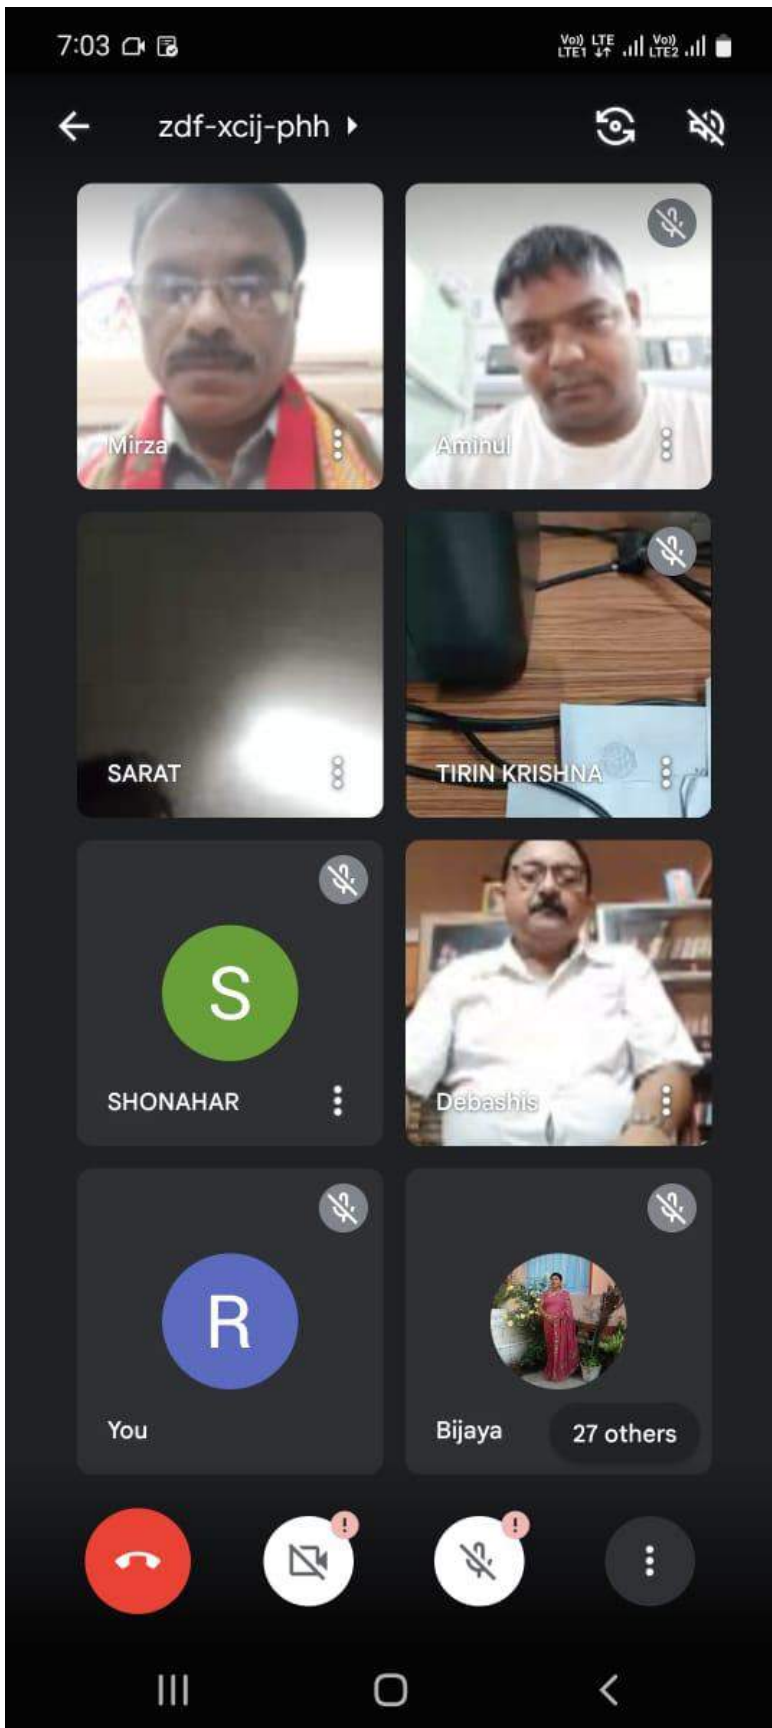 7:03
Vo)) LTE1 LTE Vo)) LTE2
zdf-xcij-phh
Mirza
Aminul
SARAT
TIRIN KRISHNA
S
SHONAHAR
Debashis
R
You
Bijaya
27 others
!
!